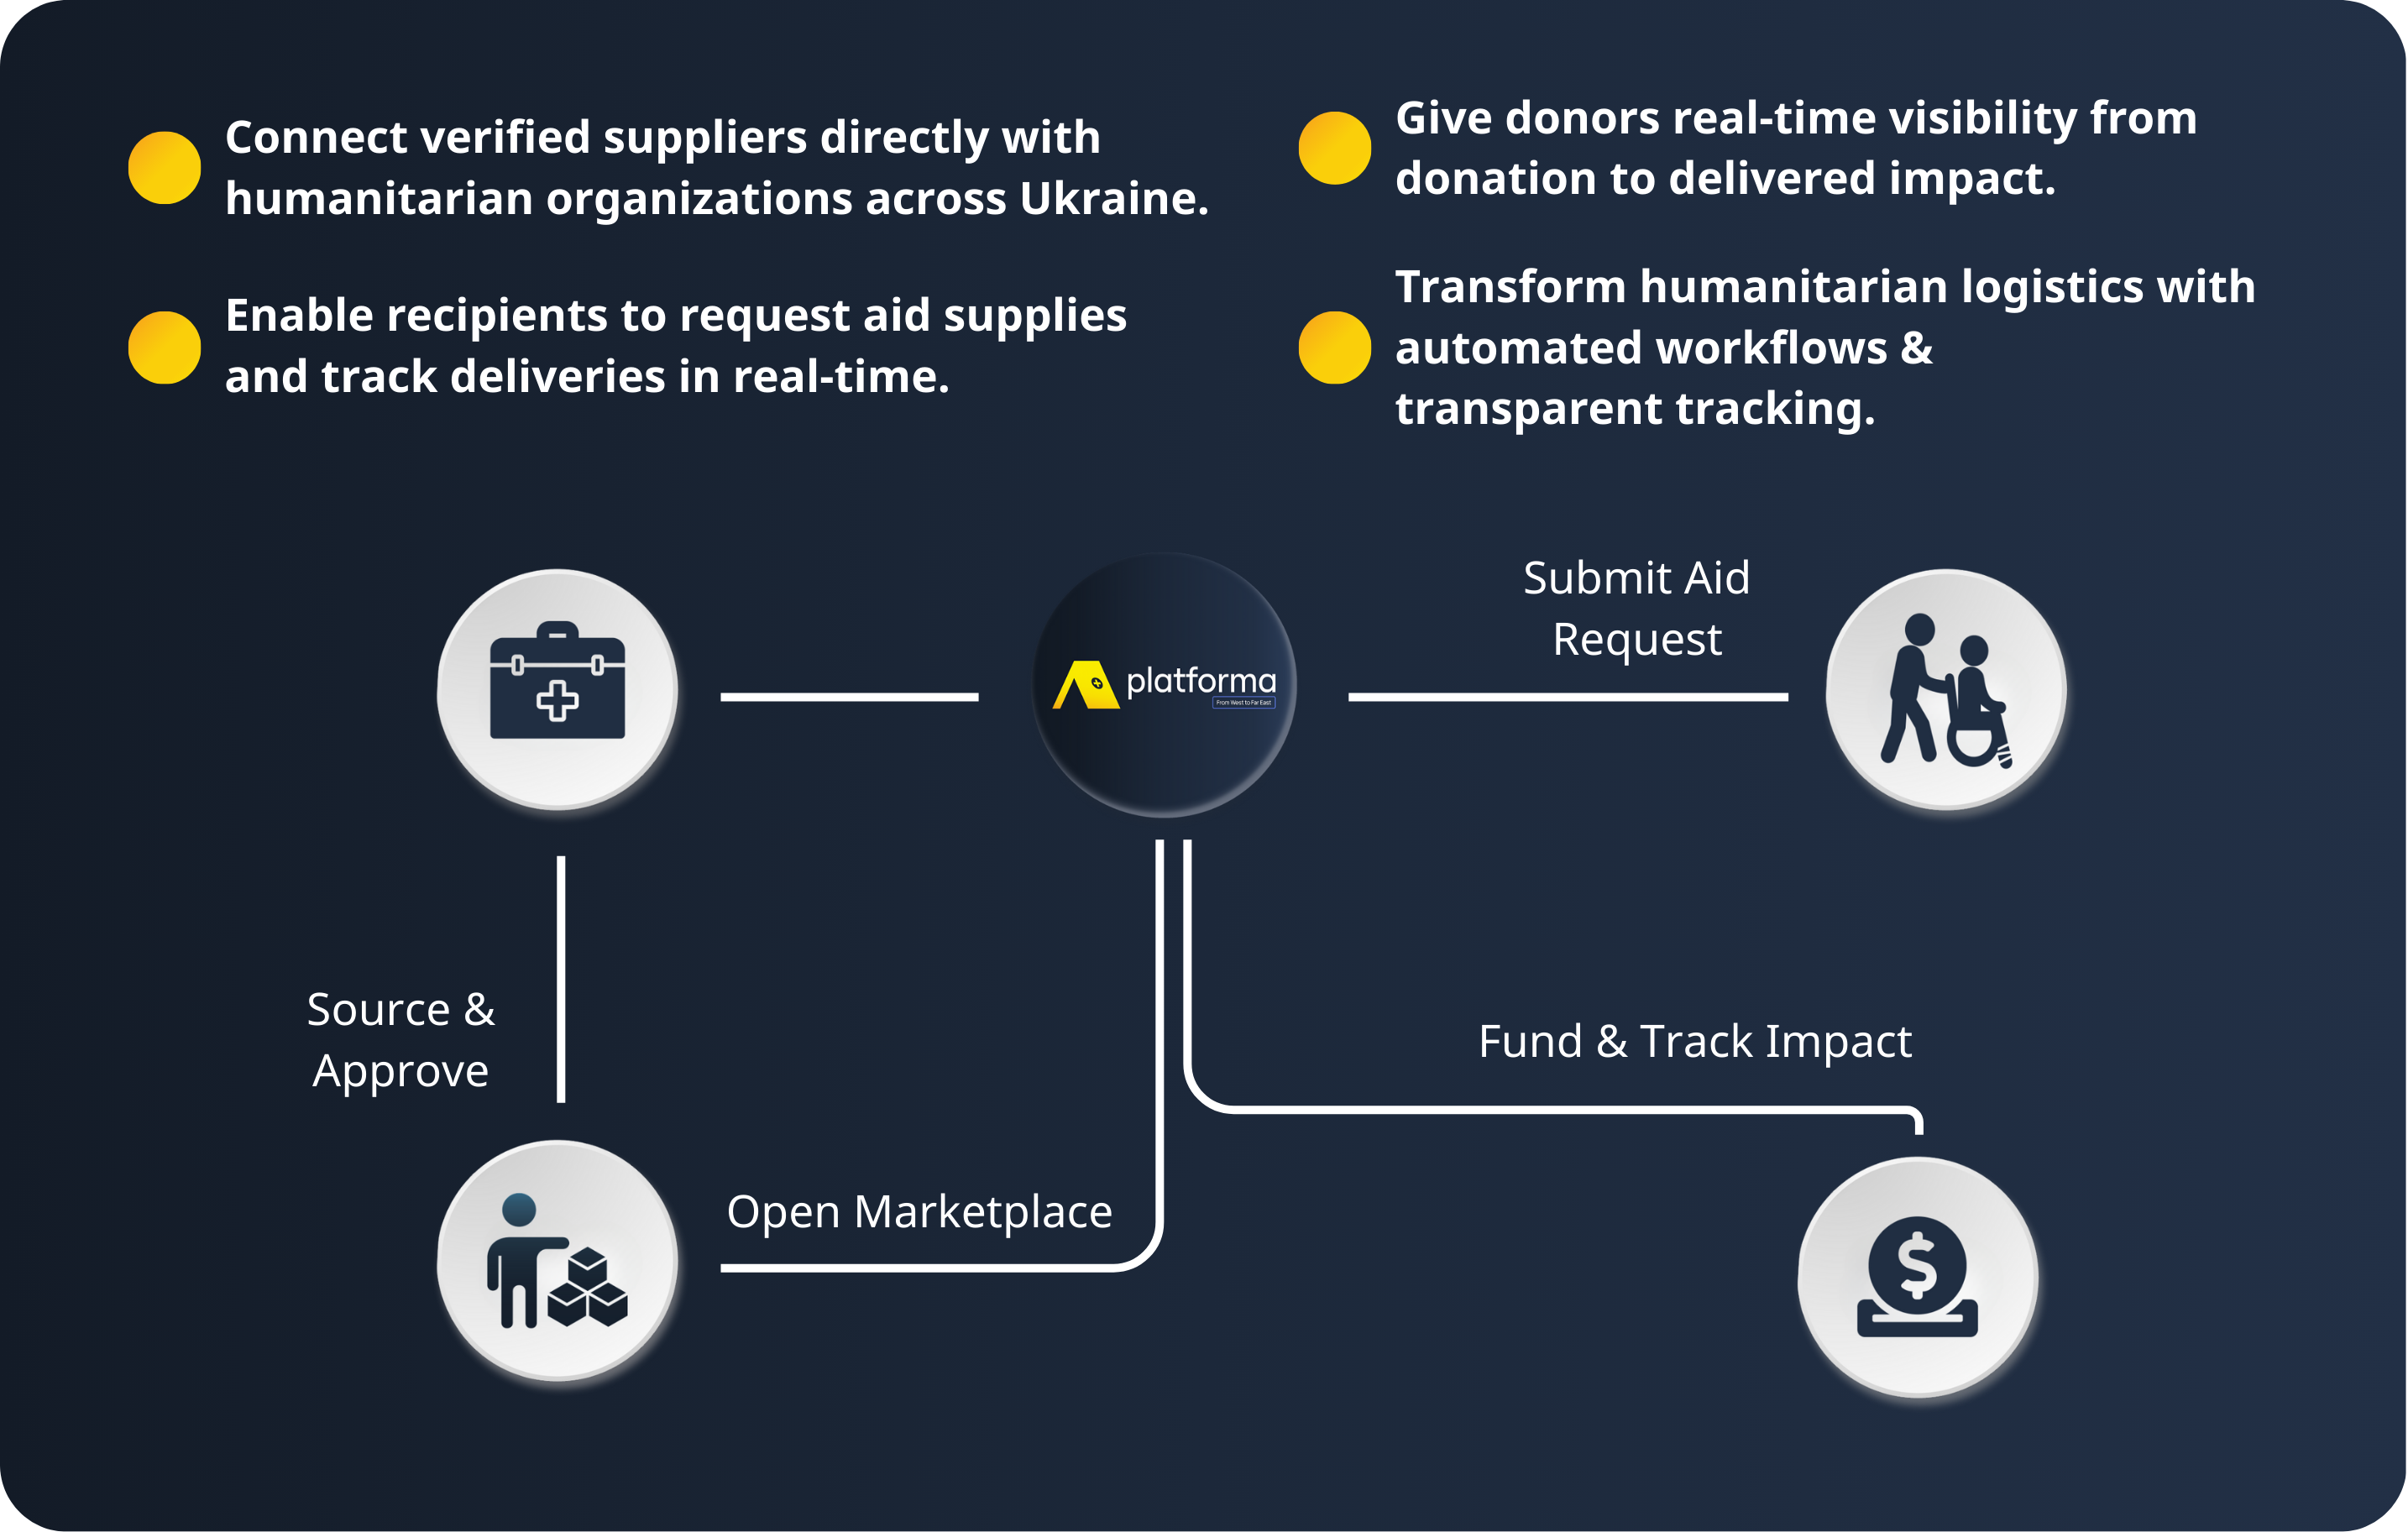 Connect verified suppliers directly with
humanitarian organizations across Ukraine.
Enable recipients to request aid supplies
and track deliveries in real-time.
Give donors real-time visibility from
donation to delivered impact.
Transform humanitarian logistics with
automated workflows &
transparent tracking.
platforma
From West to Far East
Submit Aid
Request
Source &
Approve
Fund & Track Impact
Open Marketplace
$